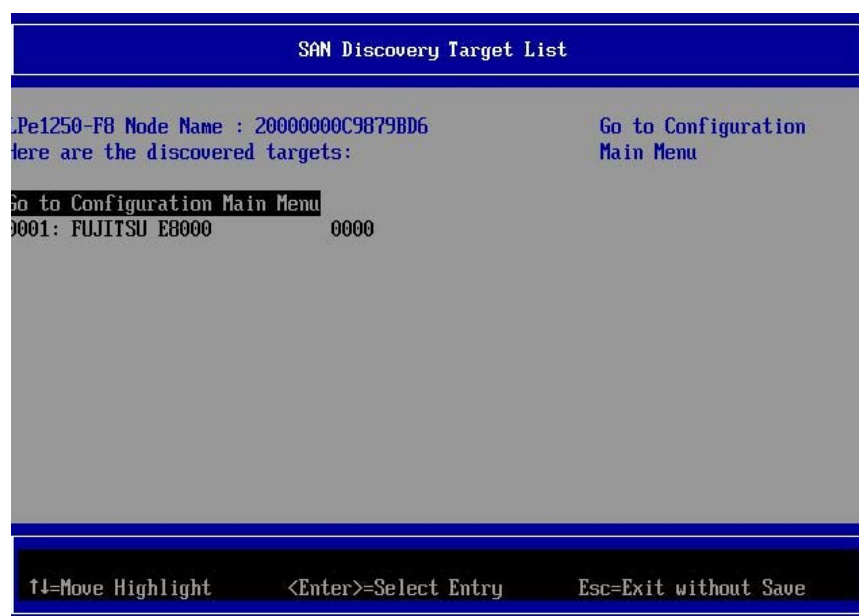 SAN Discovery Target List
LPe1250-F8 Node Name : 20000000C9879BD6
Here are the discovered targets:
Go to Configuration
Main Menu
Go to Configuration Main Menu
0001: FUJITSU E8000 0000
↑↓=Move Highlight <Enter>=Select Entry Esc=Exit without Save